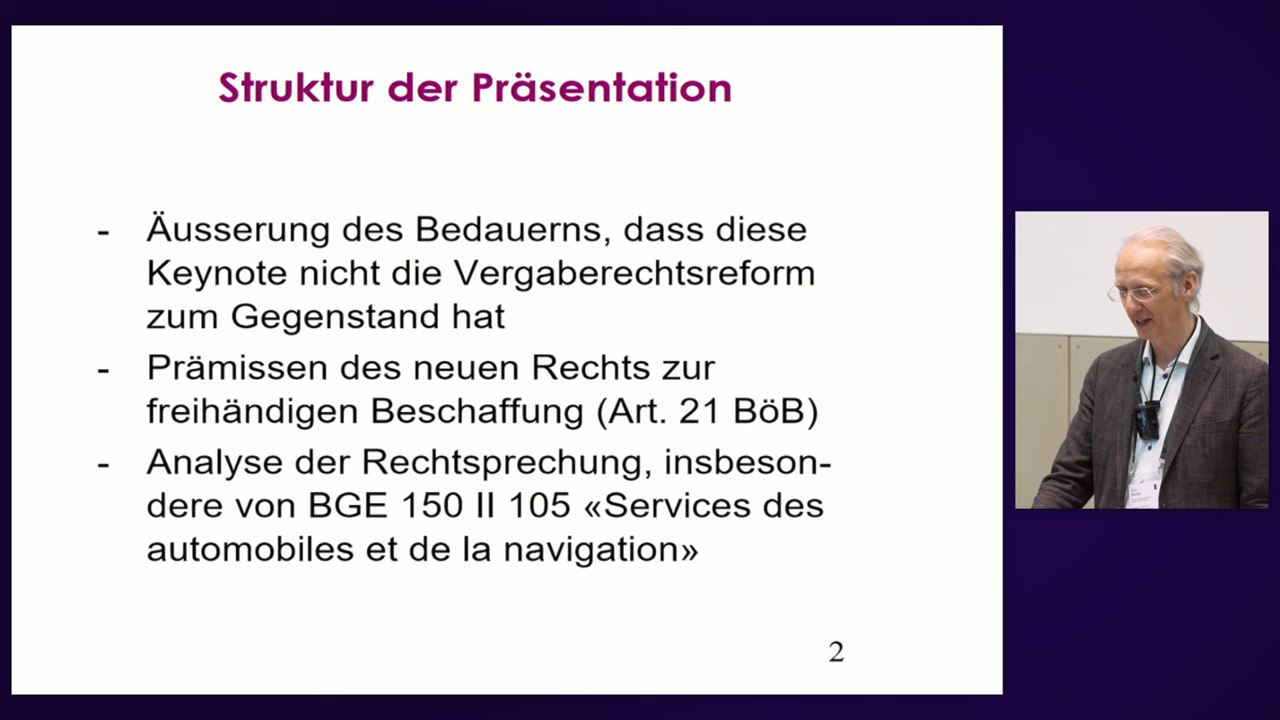 Struktur der Präsentation
- Äusserung des Bedauerns, dass diese
Keynote nicht die Vergaberechtsreform
zum Gegenstand hat
- Prämissen des neuen Rechts zur
freihändigen Beschaffung (Art. 21 BöB)
- Analyse der Rechtsprechung, insbeson-
dere von BGE 150 II 105 «Services des
automobiles et de la navigation»
2